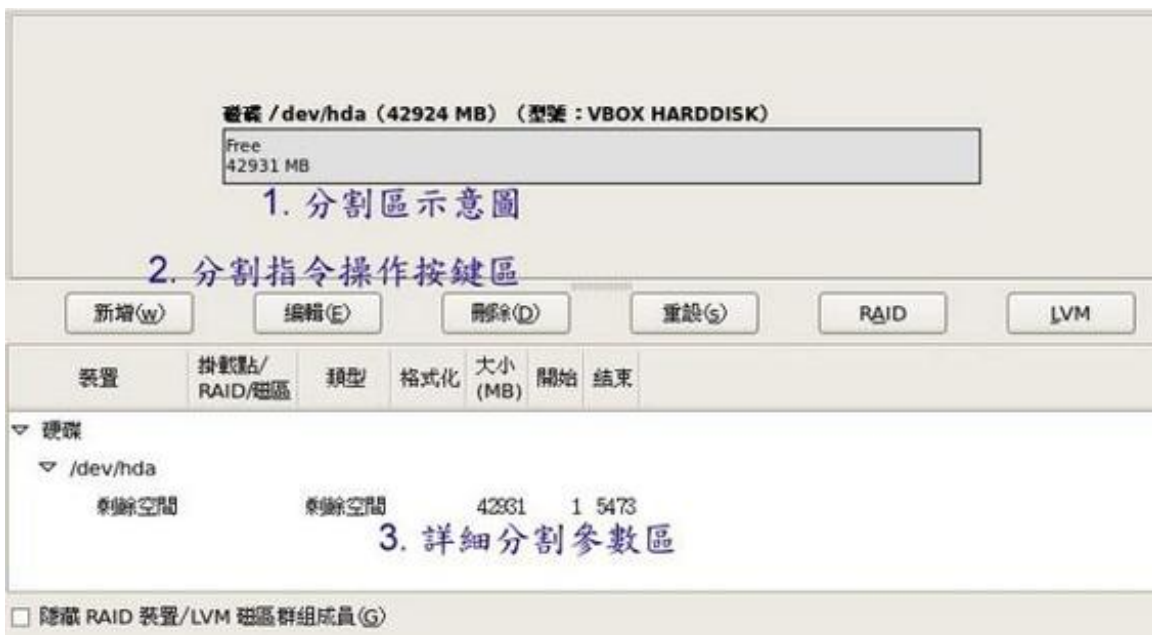 磁碟 /dev/hda (42924 MB) (型號：VBOX HARDDISK)
Free
42931 MB
1. 分割區示意圖
2. 分割指令操作按鍵區
新增(w) 編輯(E) 刪除(D) 重設(s) RAID LVM
裝置 掛載點/ RAID/磁區 類型 格式化 大小 (MB) 開始 結束
硬碟
/dev/hda
剩餘空間 剩餘空間 42931 1 5473
3. 詳細分割參數區
隱藏 RAID 裝置/LVM 磁區群組成員(G)